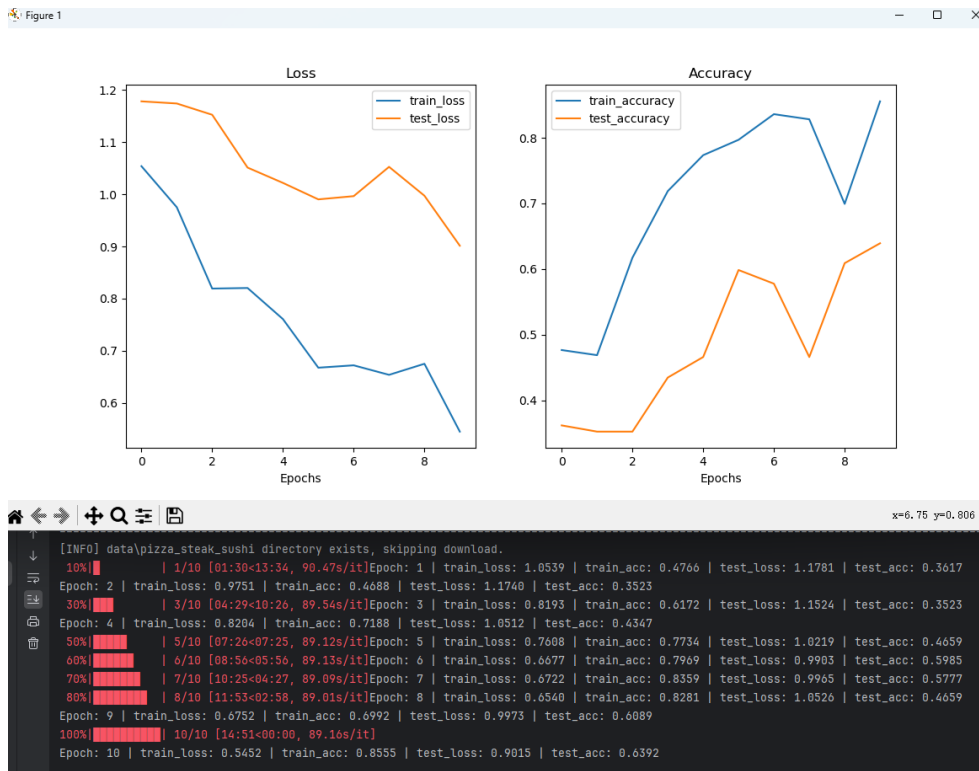 Figure 1
Loss
Accuracy
1.2
1.1
1.0
0.9
0.8
0.7
0.6
train_loss
test_loss
0 2 4 6 8
Epochs
0.8
0.7
0.6
0.5
0.4
train_accuracy
test_accuracy
0 2 4 6 8
Epochs
x=6.75 y=0.806
[INFO] data\pizza_steak_sushi directory exists, skipping download.
10%|█         | 1/10 [01:30<13:34, 90.47s/it]Epoch: 1 | train_loss: 1.0539 | train_acc: 0.4766 | test_loss: 1.1781 | test_acc: 0.3617
Epoch: 2 | train_loss: 0.9751 | train_acc: 0.4688 | test_loss: 1.1740 | test_acc: 0.3523
30%|███       | 3/10 [04:29<10:26, 89.54s/it]Epoch: 3 | train_loss: 0.8193 | train_acc: 0.6172 | test_loss: 1.1524 | test_acc: 0.3523
Epoch: 4 | train_loss: 0.8204 | train_acc: 0.7188 | test_loss: 1.0512 | test_acc: 0.4347
50%|█████     | 5/10 [07:26<07:25, 89.12s/it]Epoch: 5 | train_loss: 0.7608 | train_acc: 0.7734 | test_loss: 1.0219 | test_acc: 0.4659
60%|██████    | 6/10 [08:56<05:56, 89.13s/it]Epoch: 6 | train_loss: 0.6677 | train_acc: 0.7969 | test_loss: 0.9903 | test_acc: 0.5985
70%|███████   | 7/10 [10:25<04:27, 89.09s/it]Epoch: 7 | train_loss: 0.6722 | train_acc: 0.8359 | test_loss: 0.9965 | test_acc: 0.5777
80%|████████  | 8/10 [11:53<02:58, 89.01s/it]Epoch: 8 | train_loss: 0.6540 | train_acc: 0.8281 | test_loss: 1.0526 | test_acc: 0.4659
Epoch: 9 | train_loss: 0.6752 | train_acc: 0.6992 | test_loss: 0.9973 | test_acc: 0.6089
100%|██████████| 10/10 [14:51<00:00, 89.16s/it]
Epoch: 10 | train_loss: 0.5452 | train_acc: 0.8555 | test_loss: 0.9015 | test_acc: 0.6392